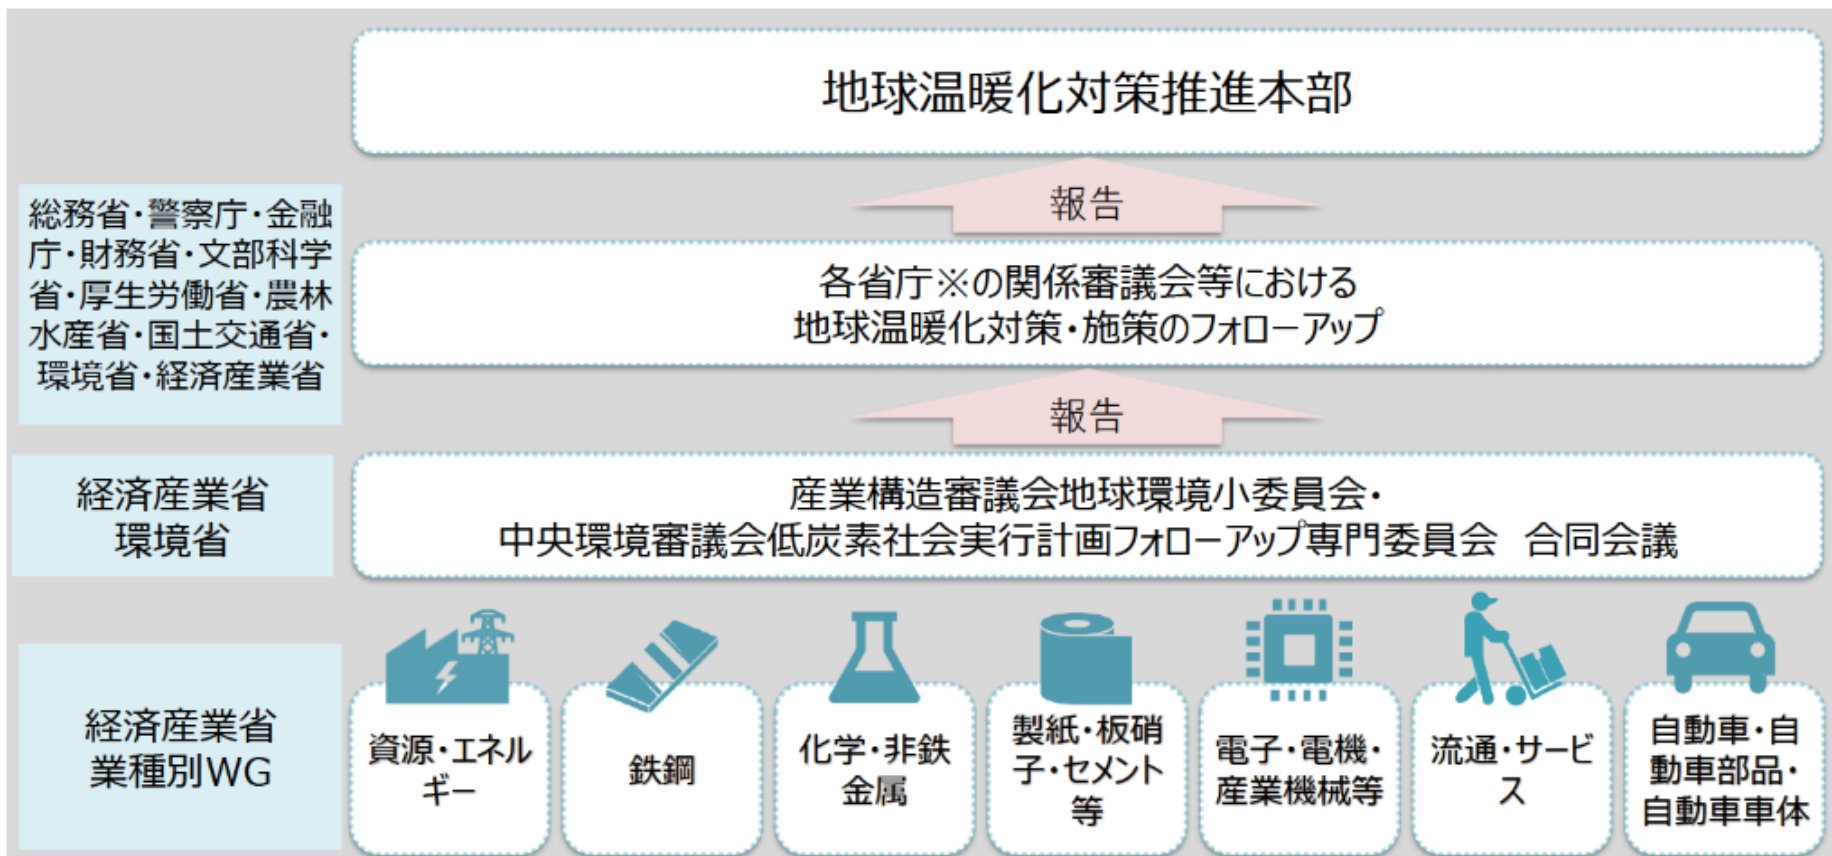 地球温暖化対策推進本部
報告
総務省・警察庁・金融
庁・財務省・文部科学
省・厚生労働省・農林
水産省・国土交通省・
環境省・経済産業省
各省庁※の関係審議会等における
地球温暖化対策・施策のフォローアップ
報告
経済産業省
環境省
産業構造審議会地球環境小委員会・
中央環境審議会低炭素社会実行計画フォローアップ専門委員会 合同会議
経済産業省
業種別WG
資源・エネル
ギー
鉄鋼
化学・非鉄
金属
製紙・板硝
子・セメント
等
電子・電機・
産業機械等
流通・サービ
ス
自動車・自
動車部品・
自動車車体